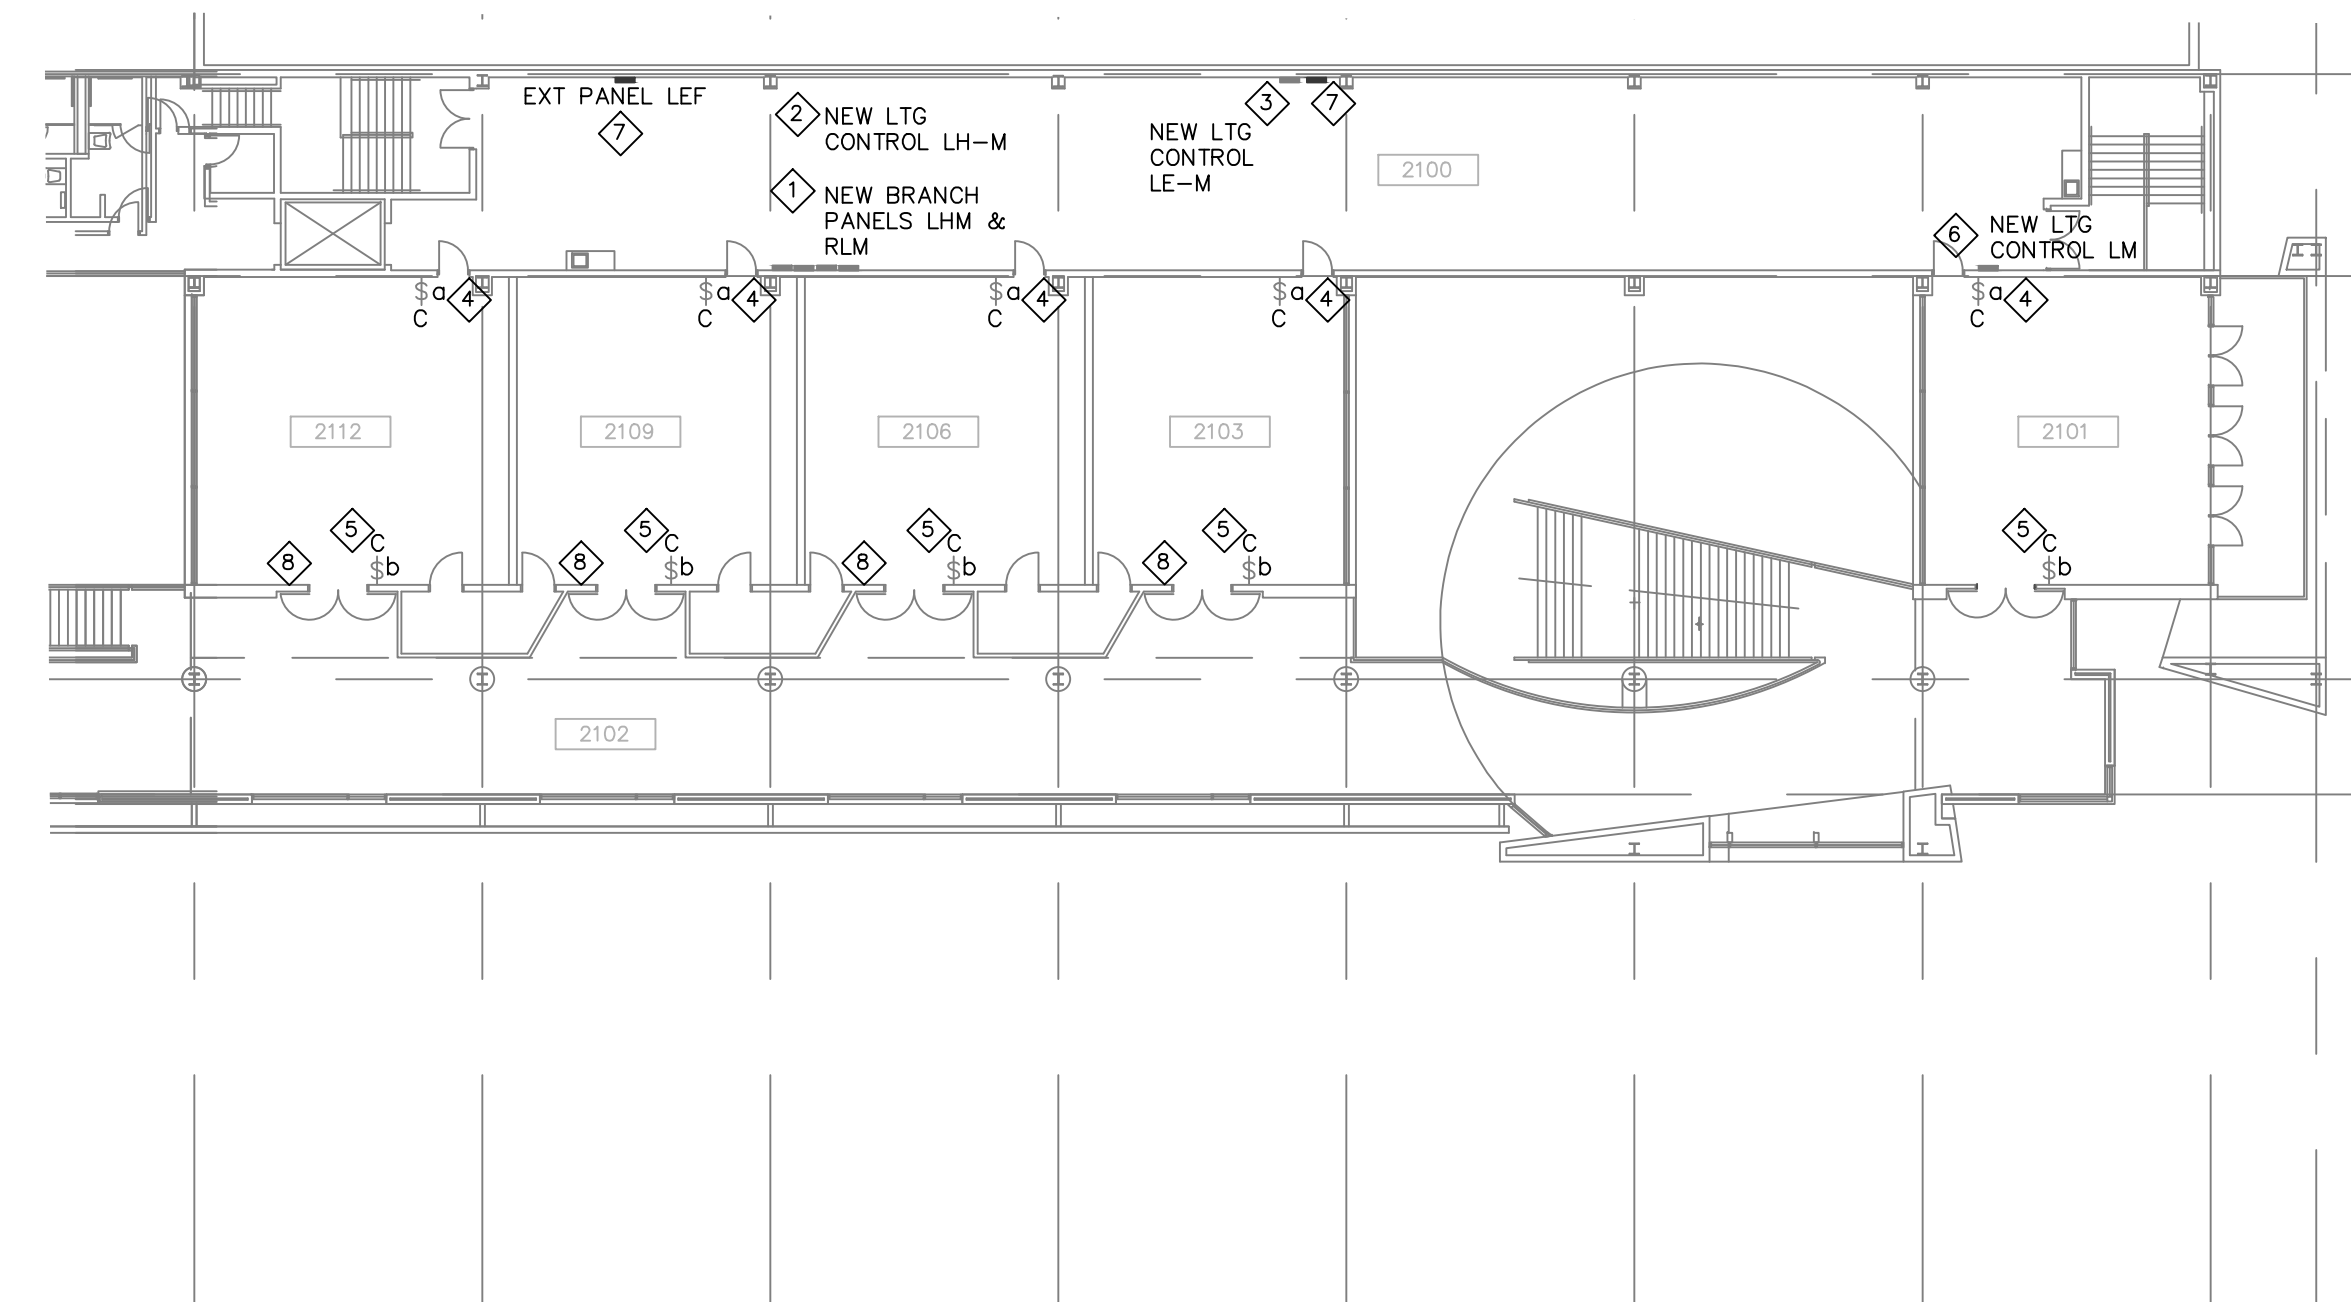 EXT PANEL LEF
7
2
NEW LTG
CONTROL LH-M
1
NEW BRANCH
PANELS LHM &
RLM
3
7
NEW LTG
CONTROL
LE-M
2100
6
NEW LTG
CONTROL LM
$ a 4
C
$ a 4
C
$ a 4
C
$ a 4
C
$ a 4
C
2112
2109
2106
2103
2101
8
5
C
$ b
8
5
C
$ b
8
5
C
$ b
8
5
C
$ b
5
C
$ b
2102